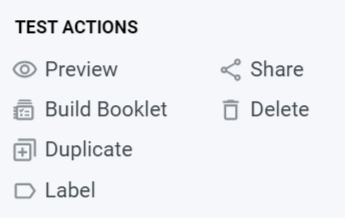 TEST ACTIONS
Preview
Share
Build Booklet
Delete
Duplicate
Label